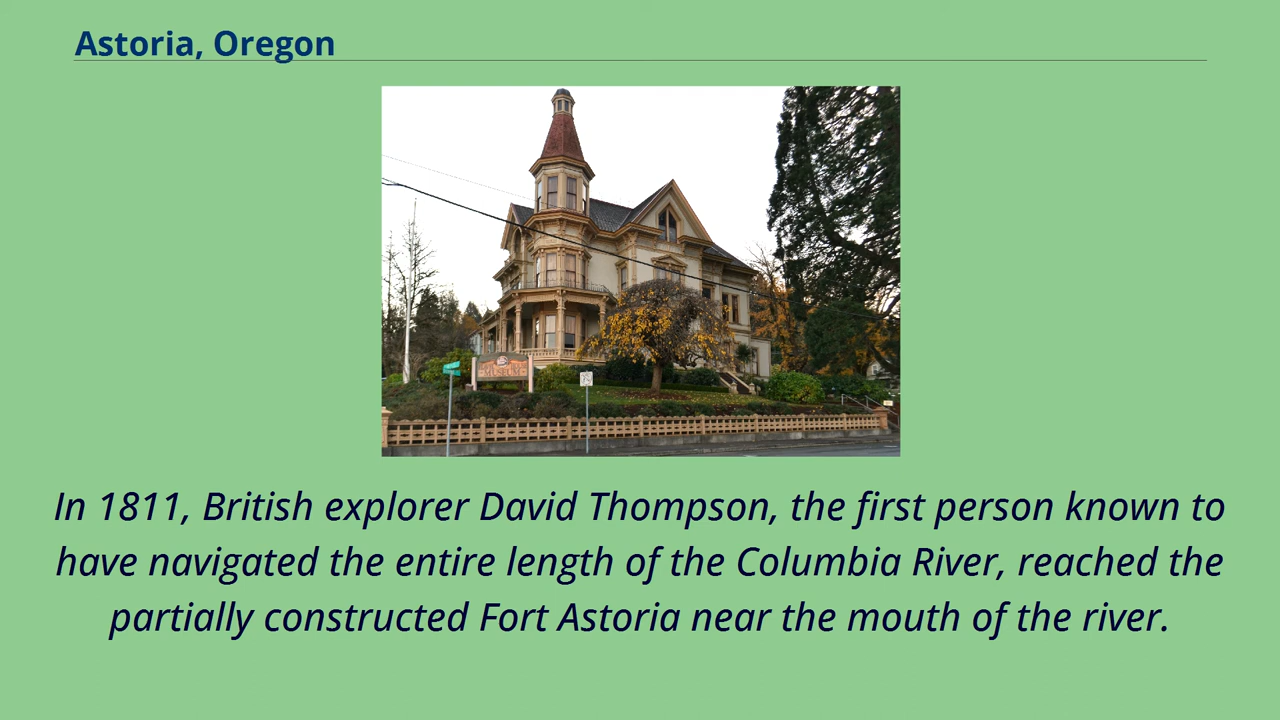 Astoria, Oregon
MUSEUM
In 1811, British explorer David Thompson, the first person known to
have navigated the entire length of the Columbia River, reached the
partially constructed Fort Astoria near the mouth of the river.